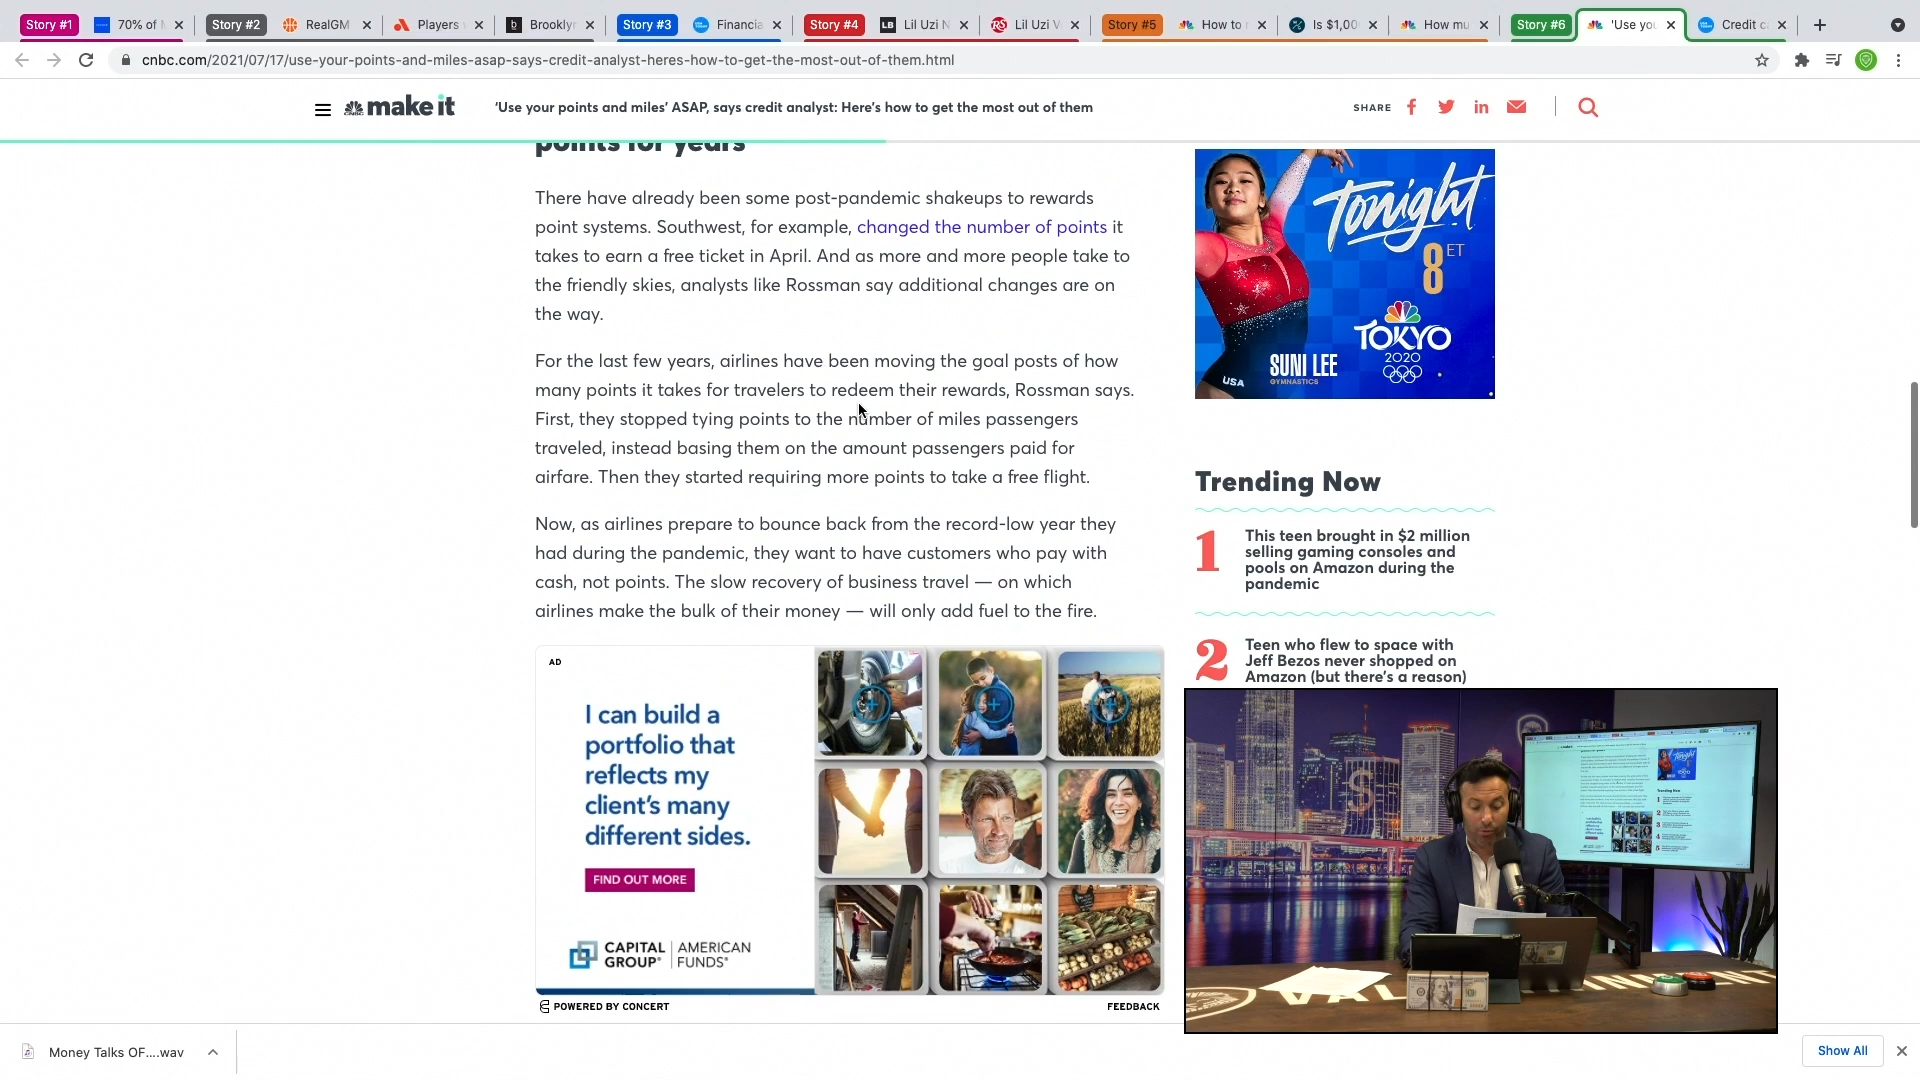 Story #1
70% of
Story #2
RealGM
Players
Brookly
Story #3
Financia
Story #4
Lil Uzi
Lil Uzi
Story #5
How to
Is $1,00
How mu
Story #6
'Use you
Credit c
cnbc.com/2021/07/17/use-your-points-and-miles-asap-says-credit-analyst-heres-how-to-get-the-most-out-of-them.html
make it
'Use your points and miles' ASAP, says credit analyst: Here's how to get the most out of them
SHARE
points for years
There have already been some post-pandemic shakeups to rewards
point systems. Southwest, for example, changed the number of points it
takes to earn a free ticket in April. And as more and more people take to
the friendly skies, analysts like Rossman say additional changes are on
the way.
For the last few years, airlines have been moving the goal posts of how
many points it takes for travelers to redeem their rewards, Rossman says.
First, they stopped tying points to the number of miles passengers
traveled, instead basing them on the amount passengers paid for
airfare. Then they started requiring more points to take a free flight.
Now, as airlines prepare to bounce back from the record-low year they
had during the pandemic, they want to have customers who pay with
cash, not points. The slow recovery of business travel — on which
airlines make the bulk of their money — will only add fuel to the fire.
AD
I can build a
portfolio that
reflects my
client's many
different sides.
FIND OUT MORE
CAPITAL GROUP® | AMERICAN FUNDS®
POWERED BY CONCERT
FEEDBACK
Tonight
8 ET
TOKYO
2020
SUNI LEE
GYMNASTICS
USA
Trending Now
1
This teen brought in $2 million
selling gaming consoles and
pools on Amazon during the
pandemic
2
Teen who flew to space with
Jeff Bezos never shopped on
Amazon (but there's a reason)
Money Talks OF....wav
Show All